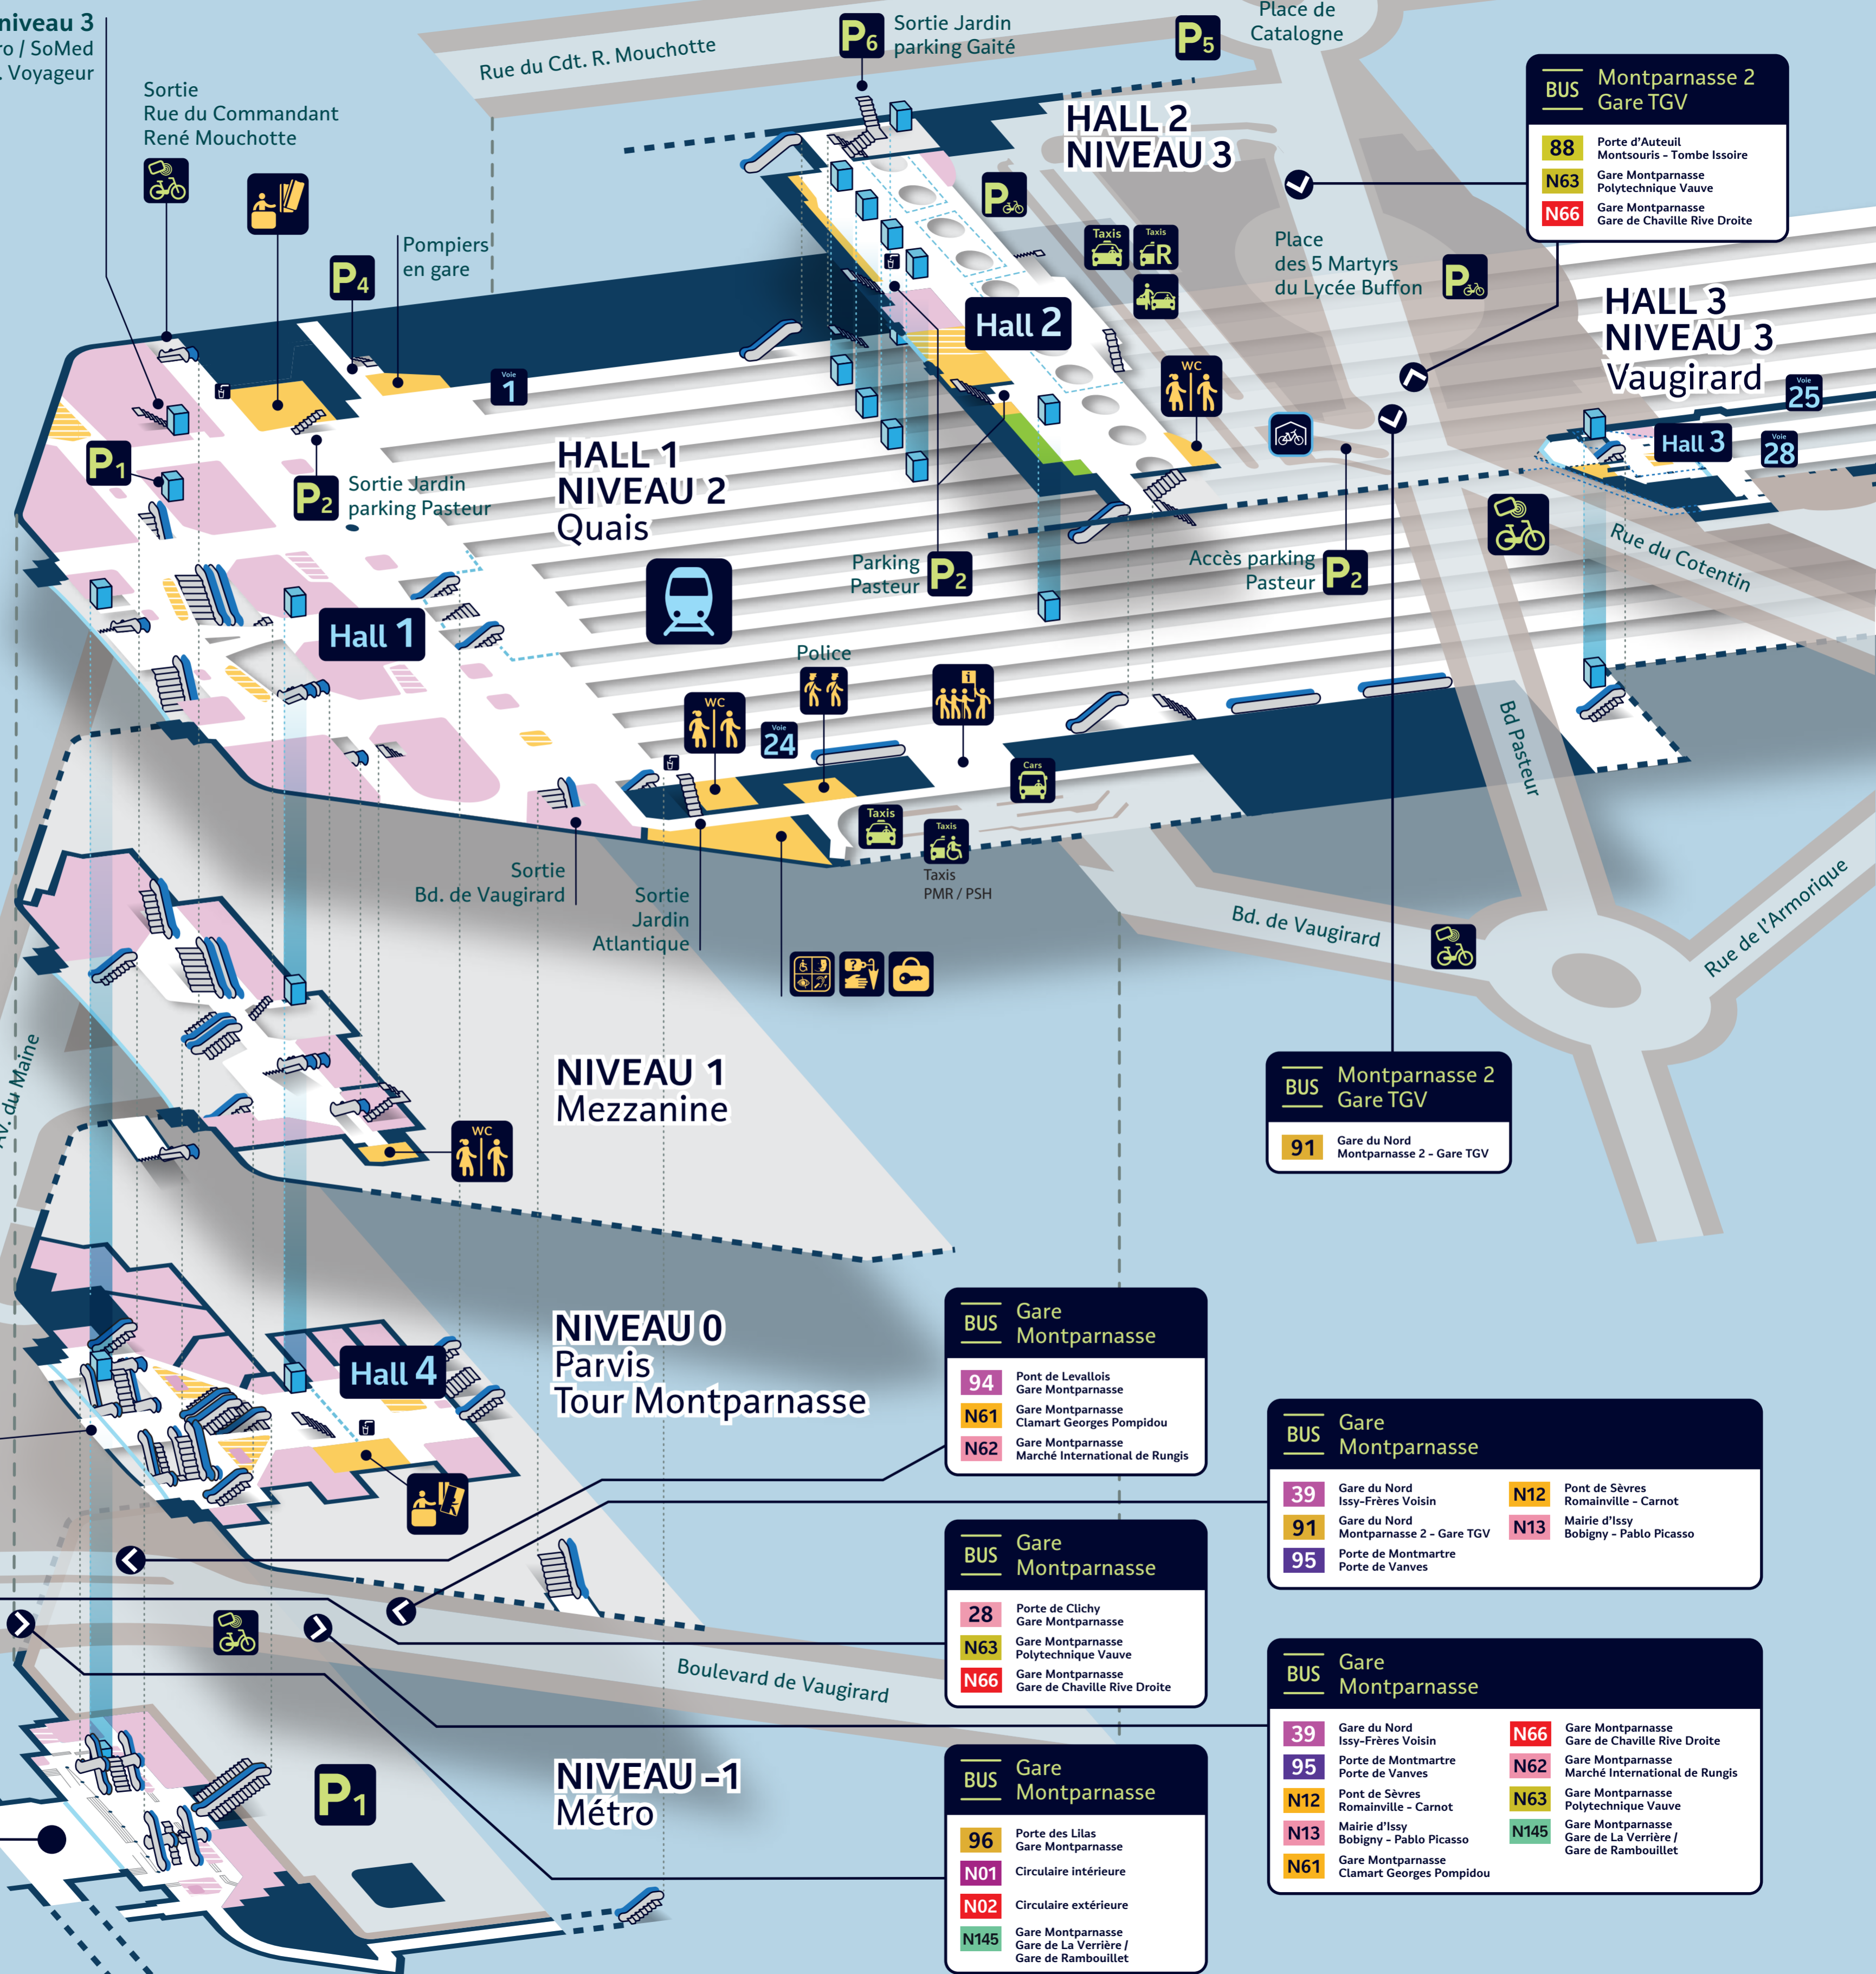 niveau 3
ro / SoMed
. Voyageur
Sortie
Rue du Commandant
René Mouchotte
Rue du Cdt. R. Mouchotte
P6
Sortie Jardin
parking Gaité
P5
Place de
Catalogne
BUS
Montparnasse 2
Gare TGV
88
Porte d'Auteuil
Montsouris - Tombe Issoire
N63
Gare Montparnasse
Polytechnique Vauve
N66
Gare Montparnasse
Gare de Chaville Rive Droite
HALL 2
NIVEAU 3
P
Taxis
Taxis
R
Place
des 5 Martyrs
du Lycée Buffon
P
HALL 3
NIVEAU 3
Vaugirard
Voie
25
Hall 3
Voie
28
Pompiers
en gare
P4
Voie
1
Hall 2
WC
P1
P2
Sortie Jardin
parking Pasteur
HALL 1
NIVEAU 2
Quais
Parking
Pasteur
P2
Accès parking
Pasteur
P2
Rue du Cotentin
Hall 1
Police
WC
Voie
24
i
Cars
Taxis
Taxis
Taxis
PMR / PSH
Bd Pasteur
Sortie
Bd. de Vaugirard
Sortie
Jardin
Atlantique
?
Bd. de Vaugirard
Rue de l'Armorique
Av. du Maine
NIVEAU 1
Mezzanine
WC
BUS
Montparnasse 2
Gare TGV
91
Gare du Nord
Montparnasse 2 - Gare TGV
NIVEAU 0
Parvis
Tour Montparnasse
Hall 4
BUS
Gare
Montparnasse
94
Pont de Levallois
Gare Montparnasse
N61
Gare Montparnasse
Clamart Georges Pompidou
N62
Gare Montparnasse
Marché International de Rungis
BUS
Gare
Montparnasse
39
Gare du Nord
Issy-Frères Voisin
91
Gare du Nord
Montparnasse 2 - Gare TGV
95
Porte de Montmartre
Porte de Vanves
N12
Pont de Sèvres
Romainville - Carnot
N13
Mairie d'Issy
Bobigny - Pablo Picasso
BUS
Gare
Montparnasse
28
Porte de Clichy
Gare Montparnasse
N63
Gare Montparnasse
Polytechnique Vauve
N66
Gare Montparnasse
Gare de Chaville Rive Droite
Boulevard de Vaugirard
BUS
Gare
Montparnasse
39
Gare du Nord
Issy-Frères Voisin
95
Porte de Montmartre
Porte de Vanves
N12
Pont de Sèvres
Romainville - Carnot
N13
Mairie d'Issy
Bobigny - Pablo Picasso
N61
Gare Montparnasse
Clamart Georges Pompidou
N66
Gare Montparnasse
Gare de Chaville Rive Droite
N62
Gare Montparnasse
Marché International de Rungis
N63
Gare Montparnasse
Polytechnique Vauve
N145
Gare Montparnasse
Gare de La Verrière /
Gare de Rambouillet
NIVEAU -1
Métro
P1
BUS
Gare
Montparnasse
96
Porte des Lilas
Gare Montparnasse
N01
Circulaire intérieure
N02
Circulaire extérieure
N145
Gare Montparnasse
Gare de La Verrière /
Gare de Rambouillet